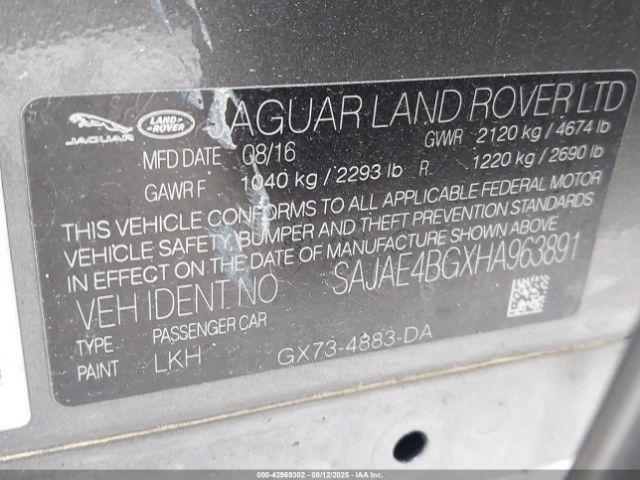 JAGUAR
LAND-
ROVER
JAGUAR LAND ROVER LTD
MFD DATE 08/16 GWR 2120 kg / 4674 lb
GAWR F 1040 kg / 2293 lb R 1220 kg / 2690 lb
THIS VEHICLE CONFORMS TO ALL APPLICABLE FEDERAL MOTOR
VEHICLE SAFETY, BUMPER AND THEFT PREVENTION STANDARDS
IN EFFECT ON THE DATE OF MANUFACTURE SHOWN ABOVE
VEH IDENT NO SAJAE4BGXHA963891
TYPE PASSENGER CAR
PAINT LKH GX73-4883-DA
000-42969302 - 08/12/2025 - IAAI.COM